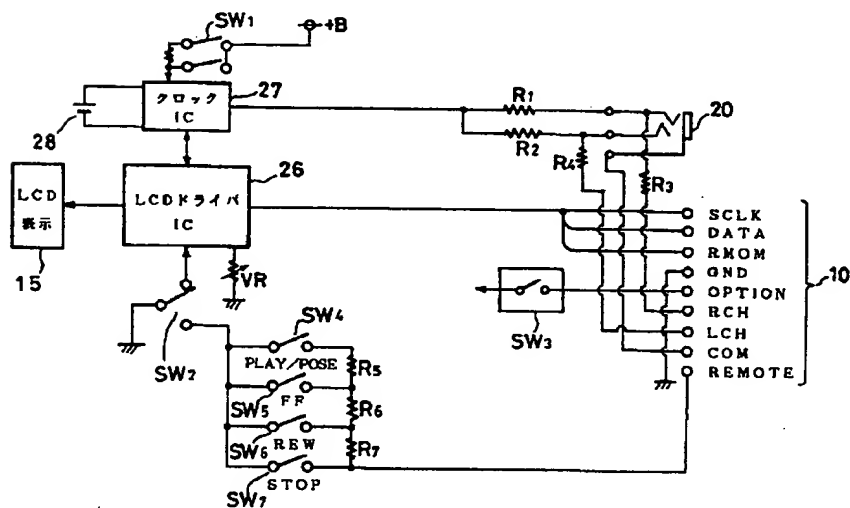 SW1
+B
クロック
IC
27
28
R1
R2
R4
R3
20
26
LCD
表示
15
LCDドライバ
IC
VR
SW2
SW3
SCLK
DATA
RMOM
GND
OPTION
RCH
LCH
COM
REMOTE
10
SW4
PLAY/POSE
R5
SW5
FF
R6
SW6
REW
R7
SW7
STOP